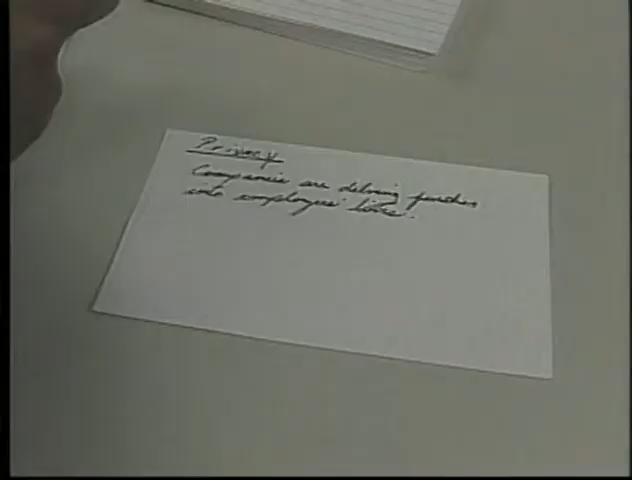 Privacy
Companies are delving further
into employees' lives.